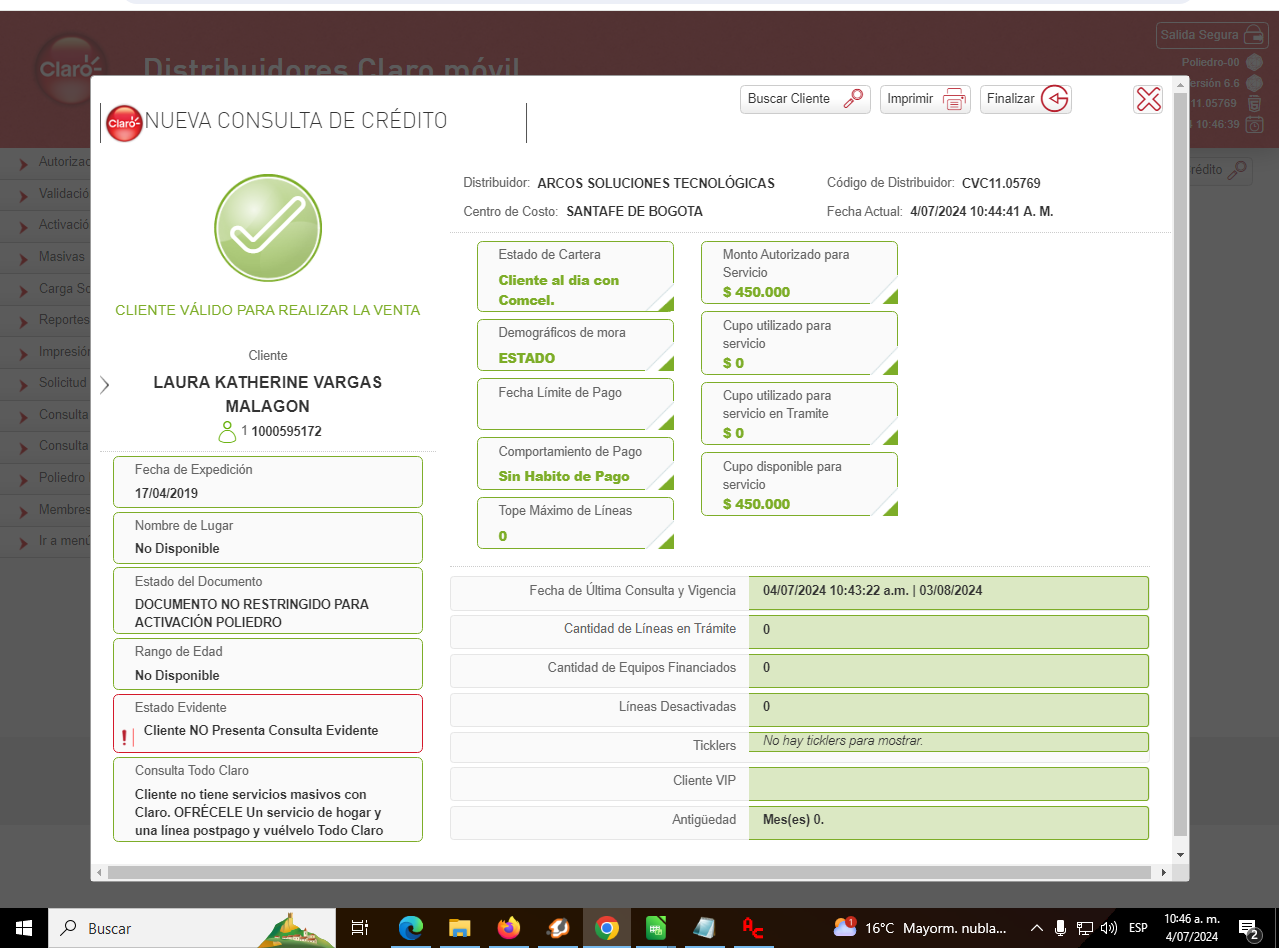 Claro
Distribuidores Claro móvil
Salida Segura
Poliedro-00
ersión 6.6
11.05769
10:46:39
Buscar Cliente
Imprimir
Finalizar
Claro
NUEVA CONSULTA DE CRÉDITO
Autorizac
Validació
Activació
Masivas
Carga So
Reportes
Impresión
Solicitud
Consulta
Consulta
Poliedro
Membres
Ir a menú
rédito
CLIENTE VÁLIDO PARA REALIZAR LA VENTA
Cliente
LAURA KATHERINE VARGAS
MALAGON
1 1000595172
Fecha de Expedición
17/04/2019
Nombre de Lugar
No Disponible
Estado del Documento
DOCUMENTO NO RESTRINGIDO PARA
ACTIVACIÓN POLIEDRO
Rango de Edad
No Disponible
Estado Evidente
! Cliente NO Presenta Consulta Evidente
Consulta Todo Claro
Cliente no tiene servicios masivos con
Claro. OFRÉCELE Un servicio de hogar y
una línea postpago y vuélvelo Todo Claro
Distribuidor: ARCOS SOLUCIONES TECNOLÓGICAS
Código de Distribuidor: CVC11.05769
Centro de Costo: SANTAFE DE BOGOTA
Fecha Actual: 4/07/2024 10:44:41 A. M.
Estado de Cartera
Cliente al dia con
Comcel.
Demográficos de mora
ESTADO
Fecha Límite de Pago
Comportamiento de Pago
Sin Habito de Pago
Tope Máximo de Líneas
0
Monto Autorizado para
Servicio
$ 450.000
Cupo utilizado para
servicio
$ 0
Cupo utilizado para
servicio en Tramite
$ 0
Cupo disponible para
servicio
$ 450.000
Fecha de Última Consulta y Vigencia 04/07/2024 10:43:22 a.m. | 03/08/2024
Cantidad de Líneas en Trámite 0
Cantidad de Equipos Financiados 0
Líneas Desactivadas 0
Ticklers No hay ticklers para mostrar.
Cliente VIP
Antigüedad Mes(es) 0.
Buscar
1
16°C Mayorm. nubla...
ESP
10:46 a. m.
4/07/2024
2